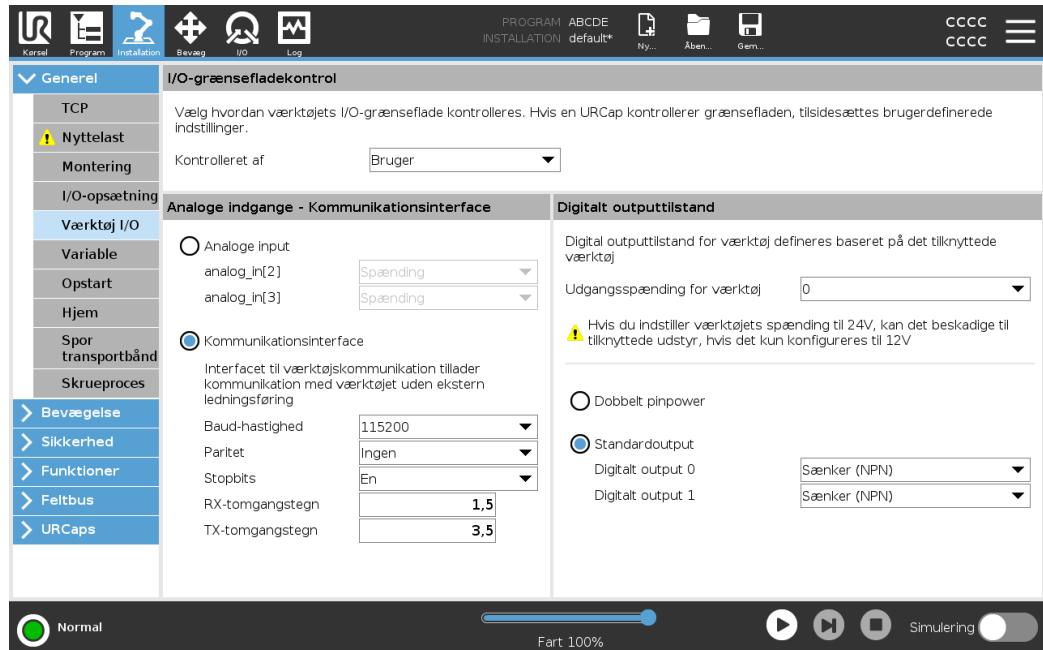 UR
Kørsel
Program
Installation
Bevæg
I/O
Log
PROGRAM ABCDE
INSTALLATION default*
Ny...
Åben...
Gem...
CCCC
CCCC
Generel
TCP
Nyttelast
Montering
I/O-opsætning
Værktøj I/O
Variable
Opstart
Hjem
Spor
transportbånd
Skrueproces
Bevægelse
Sikkerhed
Funktioner
Feltbus
URCaps
I/O-grænsefladekontrol
Vælg hvordan værktøjets I/O-grænseflade kontrolleres. Hvis en URCap kontrollerer grænsefladen, tilsidesættes brugerdefinerede
indstillinger.
Kontrolleret af Bruger
Analoge indgange - Kommunikationsinterface
Analoge input
analog_in[2] Spænding
analog_in[3] Spænding
Kommunikationsinterface
Interfacet til værktøjskommunikation tillader
kommunikation med værktøjet uden ekstern
ledningsføring
Baud-hastighed 115200
Paritet Ingen
Stopbits En
RX-tomgangstegn 1,5
TX-tomgangstegn 3,5
Digitalt outputtilstand
Digital outputtilstand for værktøj defineres baseret på det tilknyttede
værktøj
Udgangsspænding for værktøj 0
Hvis du indstiller værktøjets spænding til 24V, kan det beskadige til
tilknyttede udstyr, hvis det kun konfigureres til 12V
Dobbelt pinpower
Standardoutput
Digitalt output 0 Sænker (NPN)
Digitalt output 1 Sænker (NPN)
Normal
Fart 100%
Simulering